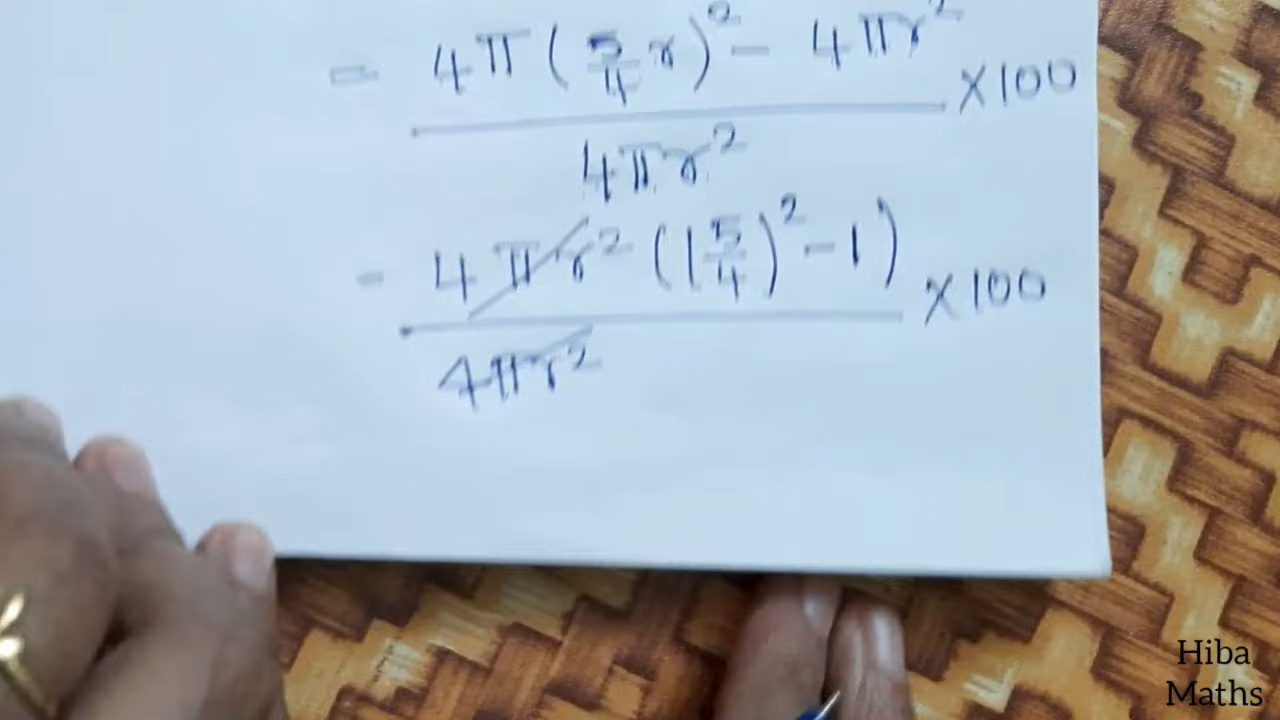 = 4π(5/4 r)² - 4πr² / 4πr² ×100
= 4πr² ((5/4)² - 1) / 4πr² ×100
Hiba
Maths